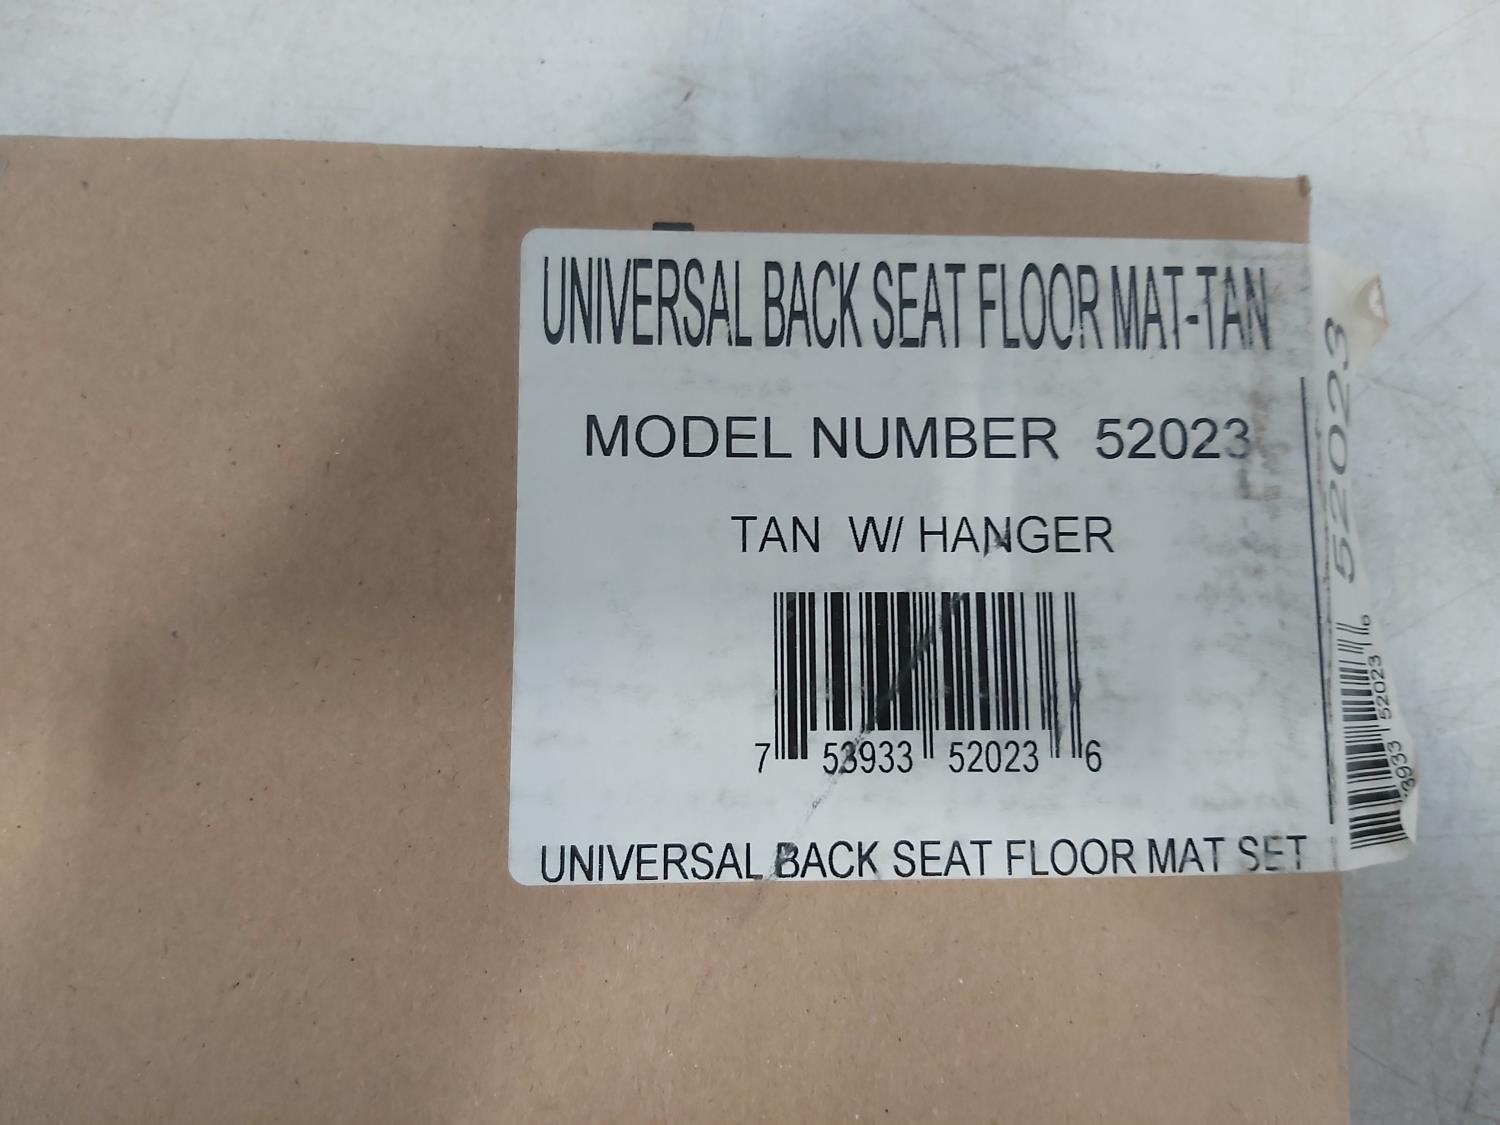 UNIVERSAL BACK SEAT FLOOR MAT-TAN
MODEL NUMBER 52023
TAN W/ HANGER
7 53933 52023 6
UNIVERSAL BACK SEAT FLOOR MAT SET
52023
3933 52023 6